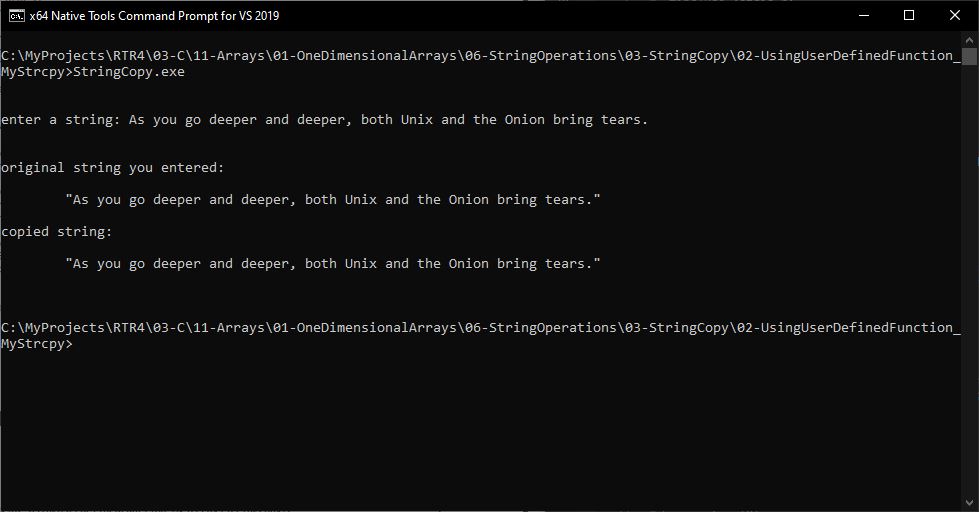 x64 Native Tools Command Prompt for VS 2019
C:\MyProjects\RTR4\03-C\11-Arrays\01-OneDimensionalArrays\06-StringOperations\03-StringCopy\02-UsingUserDefinedFunction_
MyStrcpy>StringCopy.exe
enter a string: As you go deeper and deeper, both Unix and the Onion bring tears.
original string you entered:
"As you go deeper and deeper, both Unix and the Onion bring tears."
copied string:
"As you go deeper and deeper, both Unix and the Onion bring tears."
C:\MyProjects\RTR4\03-C\11-Arrays\01-OneDimensionalArrays\06-StringOperations\03-StringCopy\02-UsingUserDefinedFunction_
MyStrcpy>